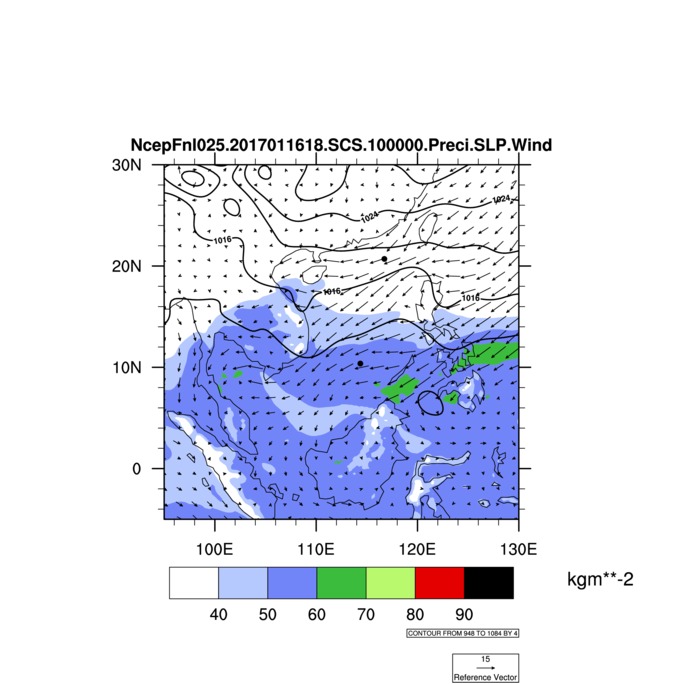 NcepFnl025.2017011618.SCS.100000.Preci.SLP.Wind
30N
1024
1024
1016
20N
1016
1016
10N
0
100E 110E 120E 130E
kgm**-2
40 50 60 70 80 90
CONTOUR FROM 948 TO 1084 BY 4
15
Reference Vector